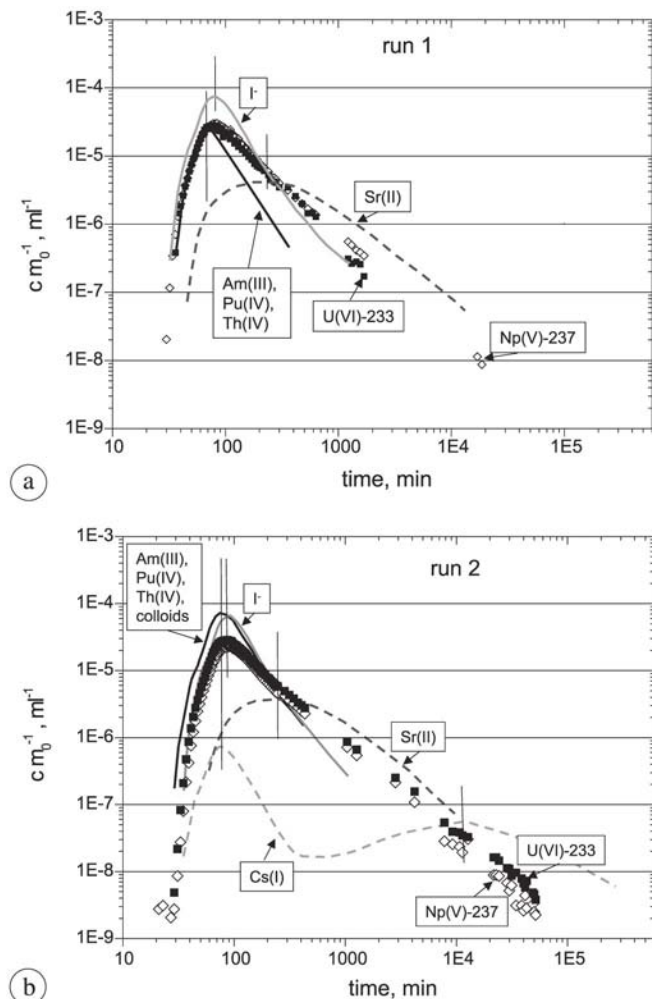 1E-3
run 1
1E-4
I-
1E-5
c m0-1, ml-1
Sr(II)
1E-6
Am(III),
Pu(IV),
Th(IV)
1E-7
U(VI)-233
1E-8
Np(V)-237
1E-9
10 100 1000 1E4 1E5
time, min
a
1E-3
Am(III),
Pu(IV),
Th(IV),
colloids
run 2
1E-4
I-
1E-5
c m0-1, ml-1
1E-6
Sr(II)
1E-7
Cs(I)
U(VI)-233
1E-8
Np(V)-237
1E-9
10 100 1000 1E4 1E5
time, min
b